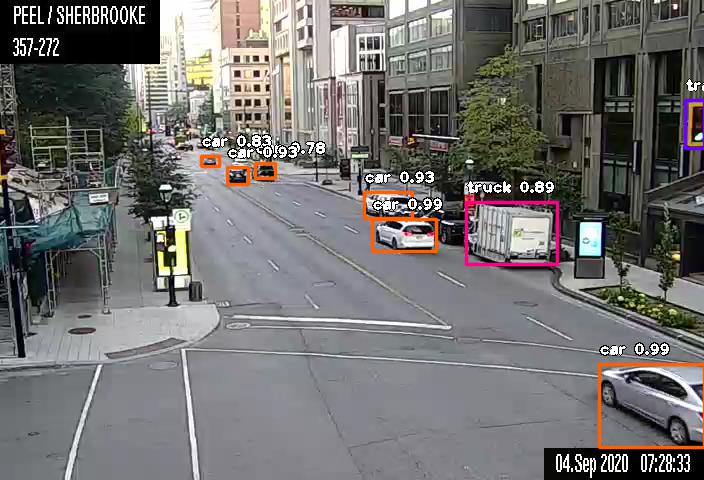 PEEL / SHERBROOKE
357-272
tra
car 0.83
car 0.93
0.78
car 0.93
truck 0.89
car 0.99
car 0.99
04.Sep 2020 07:28:33